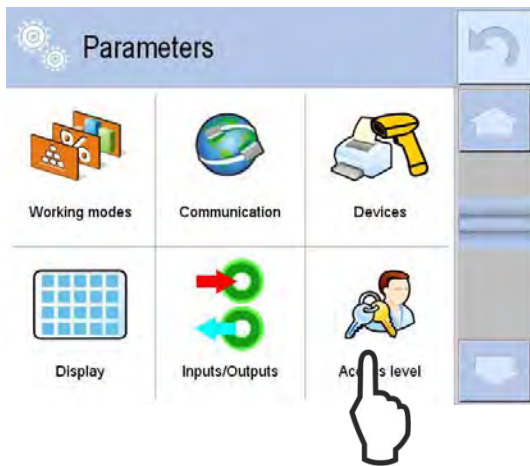 Parameters
Working modes
Communication
Devices
%
Display
Inputs/Outputs
level